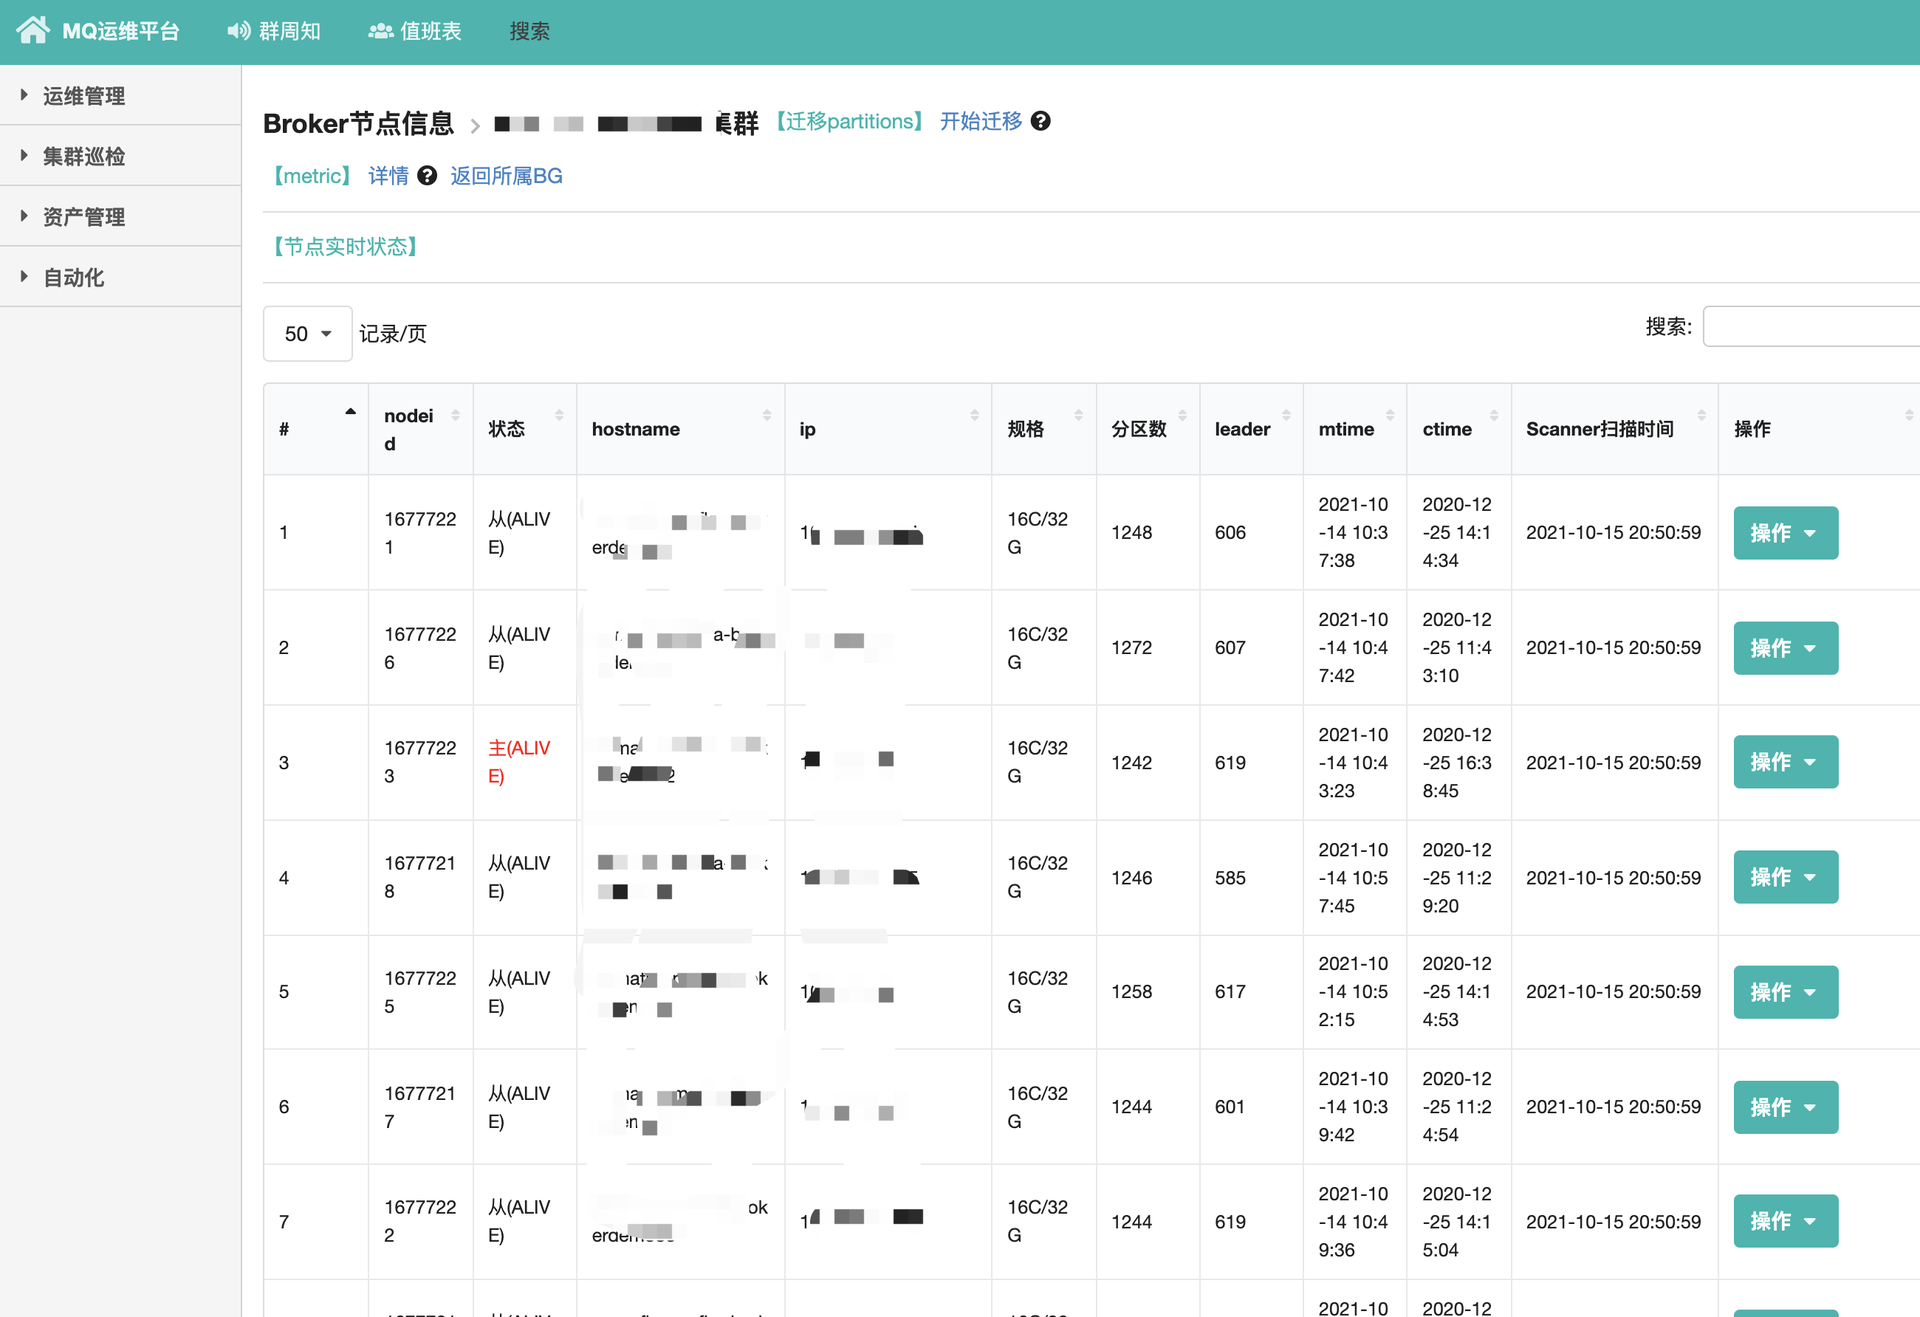 MQ运维平台 群周知 值班表 搜索
运维管理
集群巡检
资产管理
自动化
Broker节点信息 集群 【迁移partitions】 开始迁移
【metric】 详情 返回所属BG
【节点实时状态】
50 记录/页 搜索:
# nodeid 状态 hostname ip 规格 分区数 leader mtime ctime Scanner扫描时间 操作
1 16777221 从(ALIVE) 16C/32G 1248 606 2021-10-14 10:37:38 2020-12-25 14:14:34 2021-10-15 20:50:59 操作
2 16777226 从(ALIVE) 16C/32G 1272 607 2021-10-14 10:47:42 2020-12-25 11:43:10 2021-10-15 20:50:59 操作
3 16777223 主(ALIVE) 16C/32G 1242 619 2021-10-14 10:43:23 2020-12-25 16:38:45 2021-10-15 20:50:59 操作
4 16777218 从(ALIVE) 16C/32G 1246 585 2021-10-14 10:57:45 2020-12-25 11:29:20 2021-10-15 20:50:59 操作
5 16777225 从(ALIVE) 16C/32G 1258 617 2021-10-14 10:52:15 2020-12-25 14:14:53 2021-10-15 20:50:59 操作
6 16777217 从(ALIVE) 16C/32G 1244 601 2021-10-14 10:39:42 2020-12-25 11:24:54 2021-10-15 20:50:59 操作
7 16777222 从(ALIVE) 16C/32G 1244 619 2021-10-14 10:49:36 2020-12-25 14:15:04 2021-10-15 20:50:59 操作
2021-10 2020-12